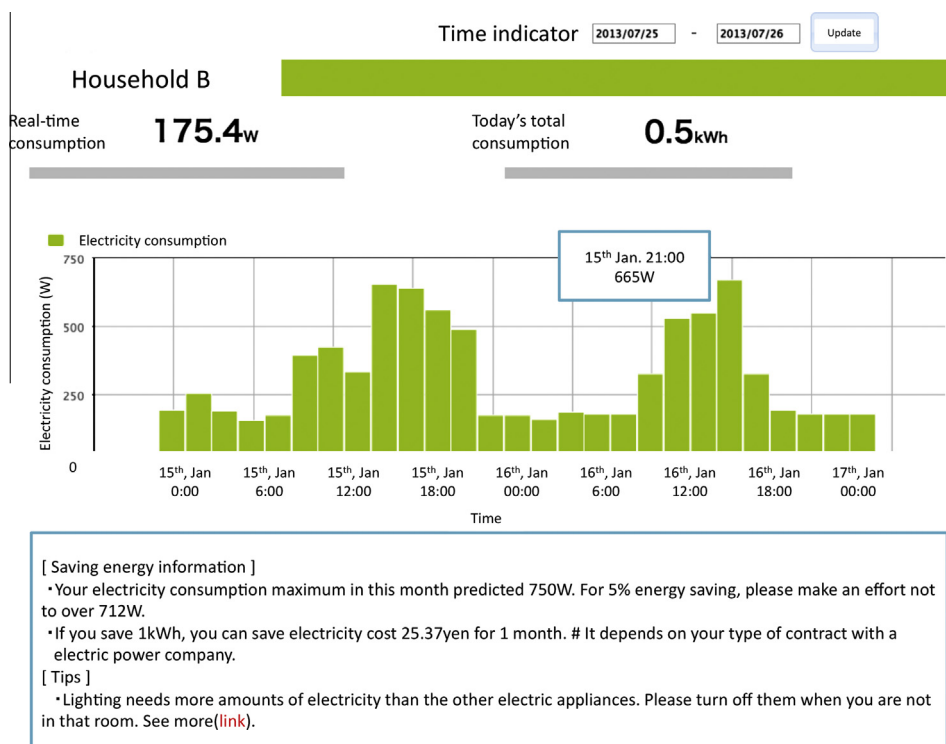 Time indicator 2013/07/25 - 2013/07/26 Update
Household B
Real-time consumption 175.4W
Today's total consumption 0.5kWh
Electricity consumption
15th Jan. 21:00
665W
Electricity consumption (W)
750
500
250
0
15th, Jan 0:00
15th, Jan 6:00
15th, Jan 12:00
15th, Jan 18:00
16th, Jan 00:00
16th, Jan 6:00
16th, Jan 12:00
16th, Jan 18:00
17th, Jan 00:00
Time
[ Saving energy information ]
・Your electricity consumption maximum in this month predicted 750W. For 5% energy saving, please make an effort not
to over 712W.
・If you save 1kWh, you can save electricity cost 25.37yen for 1 month. # It depends on your type of contract with a
electric power company.
[ Tips ]
・Lighting needs more amounts of electricity than the other electric appliances. Please turn off them when you are not
in that room. See more(link).